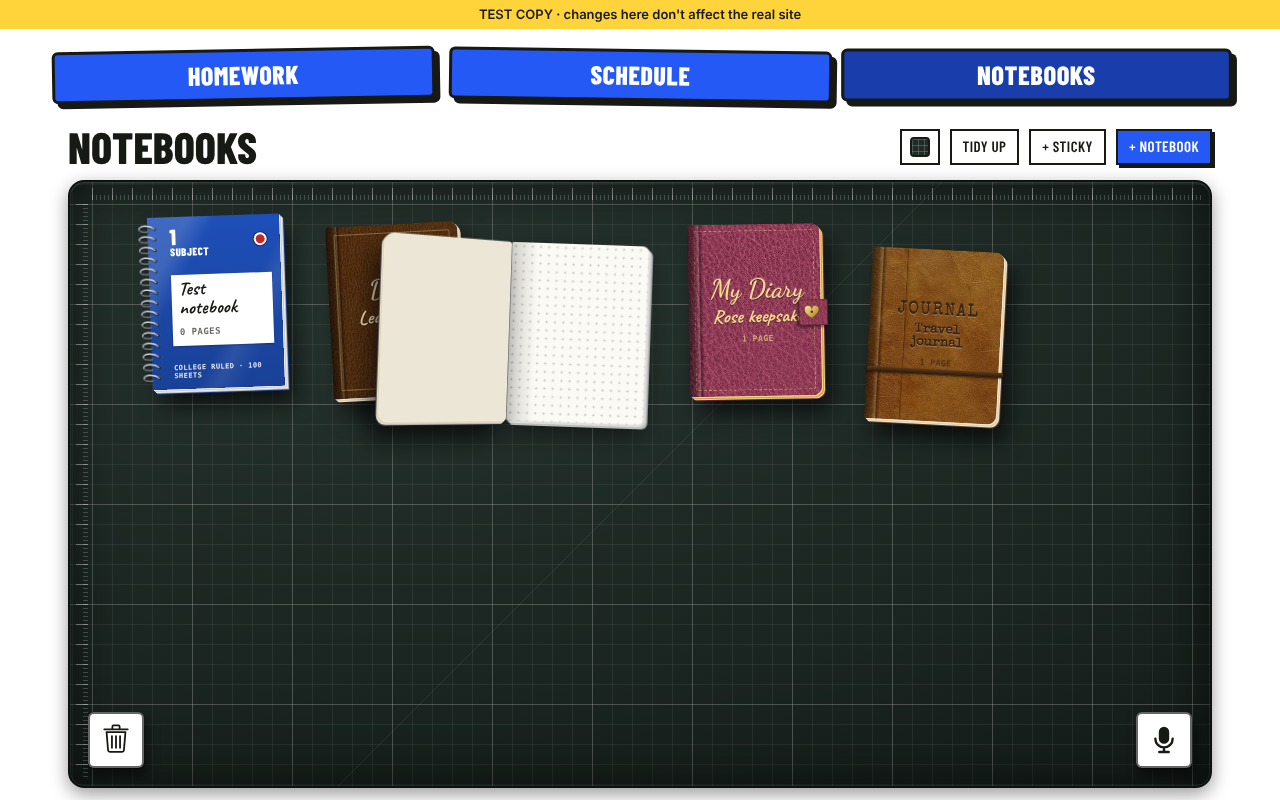 TEST COPY · changes here don't affect the real site
HOMEWORK
SCHEDULE
NOTEBOOKS
NOTEBOOKS
TIDY UP
+ STICKY
+ NOTEBOOK
1
SUBJECT
Test
notebook
0 PAGES
COLLEGE RULED · 100
SHEETS
My Diary
Rose keepsak
1 PAGE
JOURNAL
Travel
journal
1 PAGE